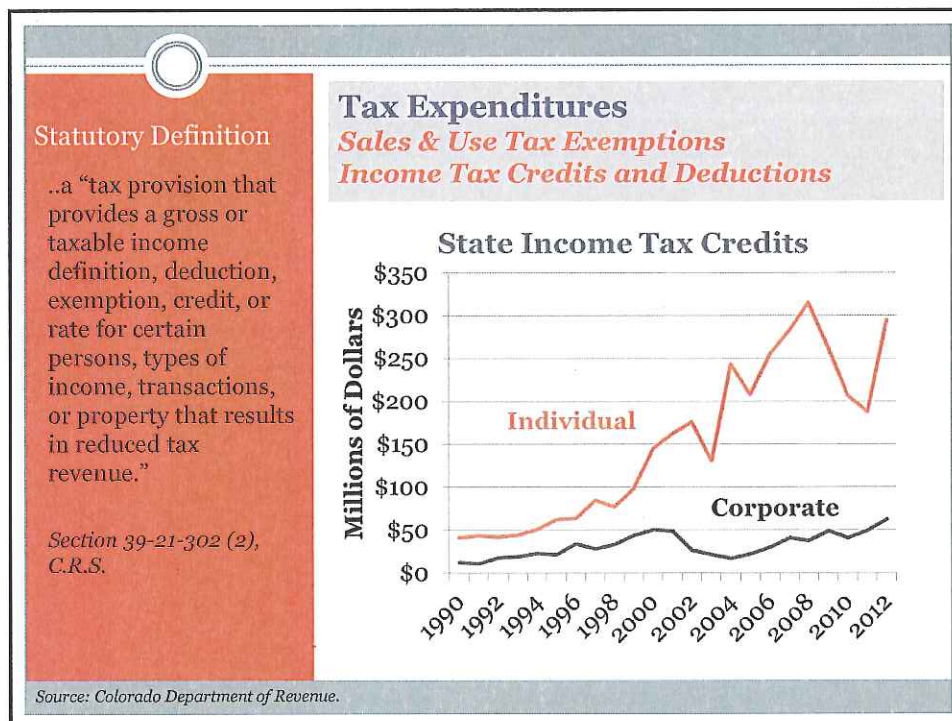 Statutory Definition
..a “tax provision that
provides a gross or
taxable income
definition, deduction,
exemption, credit, or
rate for certain
persons, types of
income, transactions,
or property that results
in reduced tax
revenue.”
Section 39-21-302 (2),
C.R.S.
Tax Expenditures
Sales & Use Tax Exemptions
Income Tax Credits and Deductions
State Income Tax Credits
Millions of Dollars
$350
$300
$250
$200
$150
$100
$50
$0
Individual
Corporate
1990
1992
1994
1996
1998
2000
2002
2004
2006
2008
2010
2012
Source: Colorado Department of Revenue.